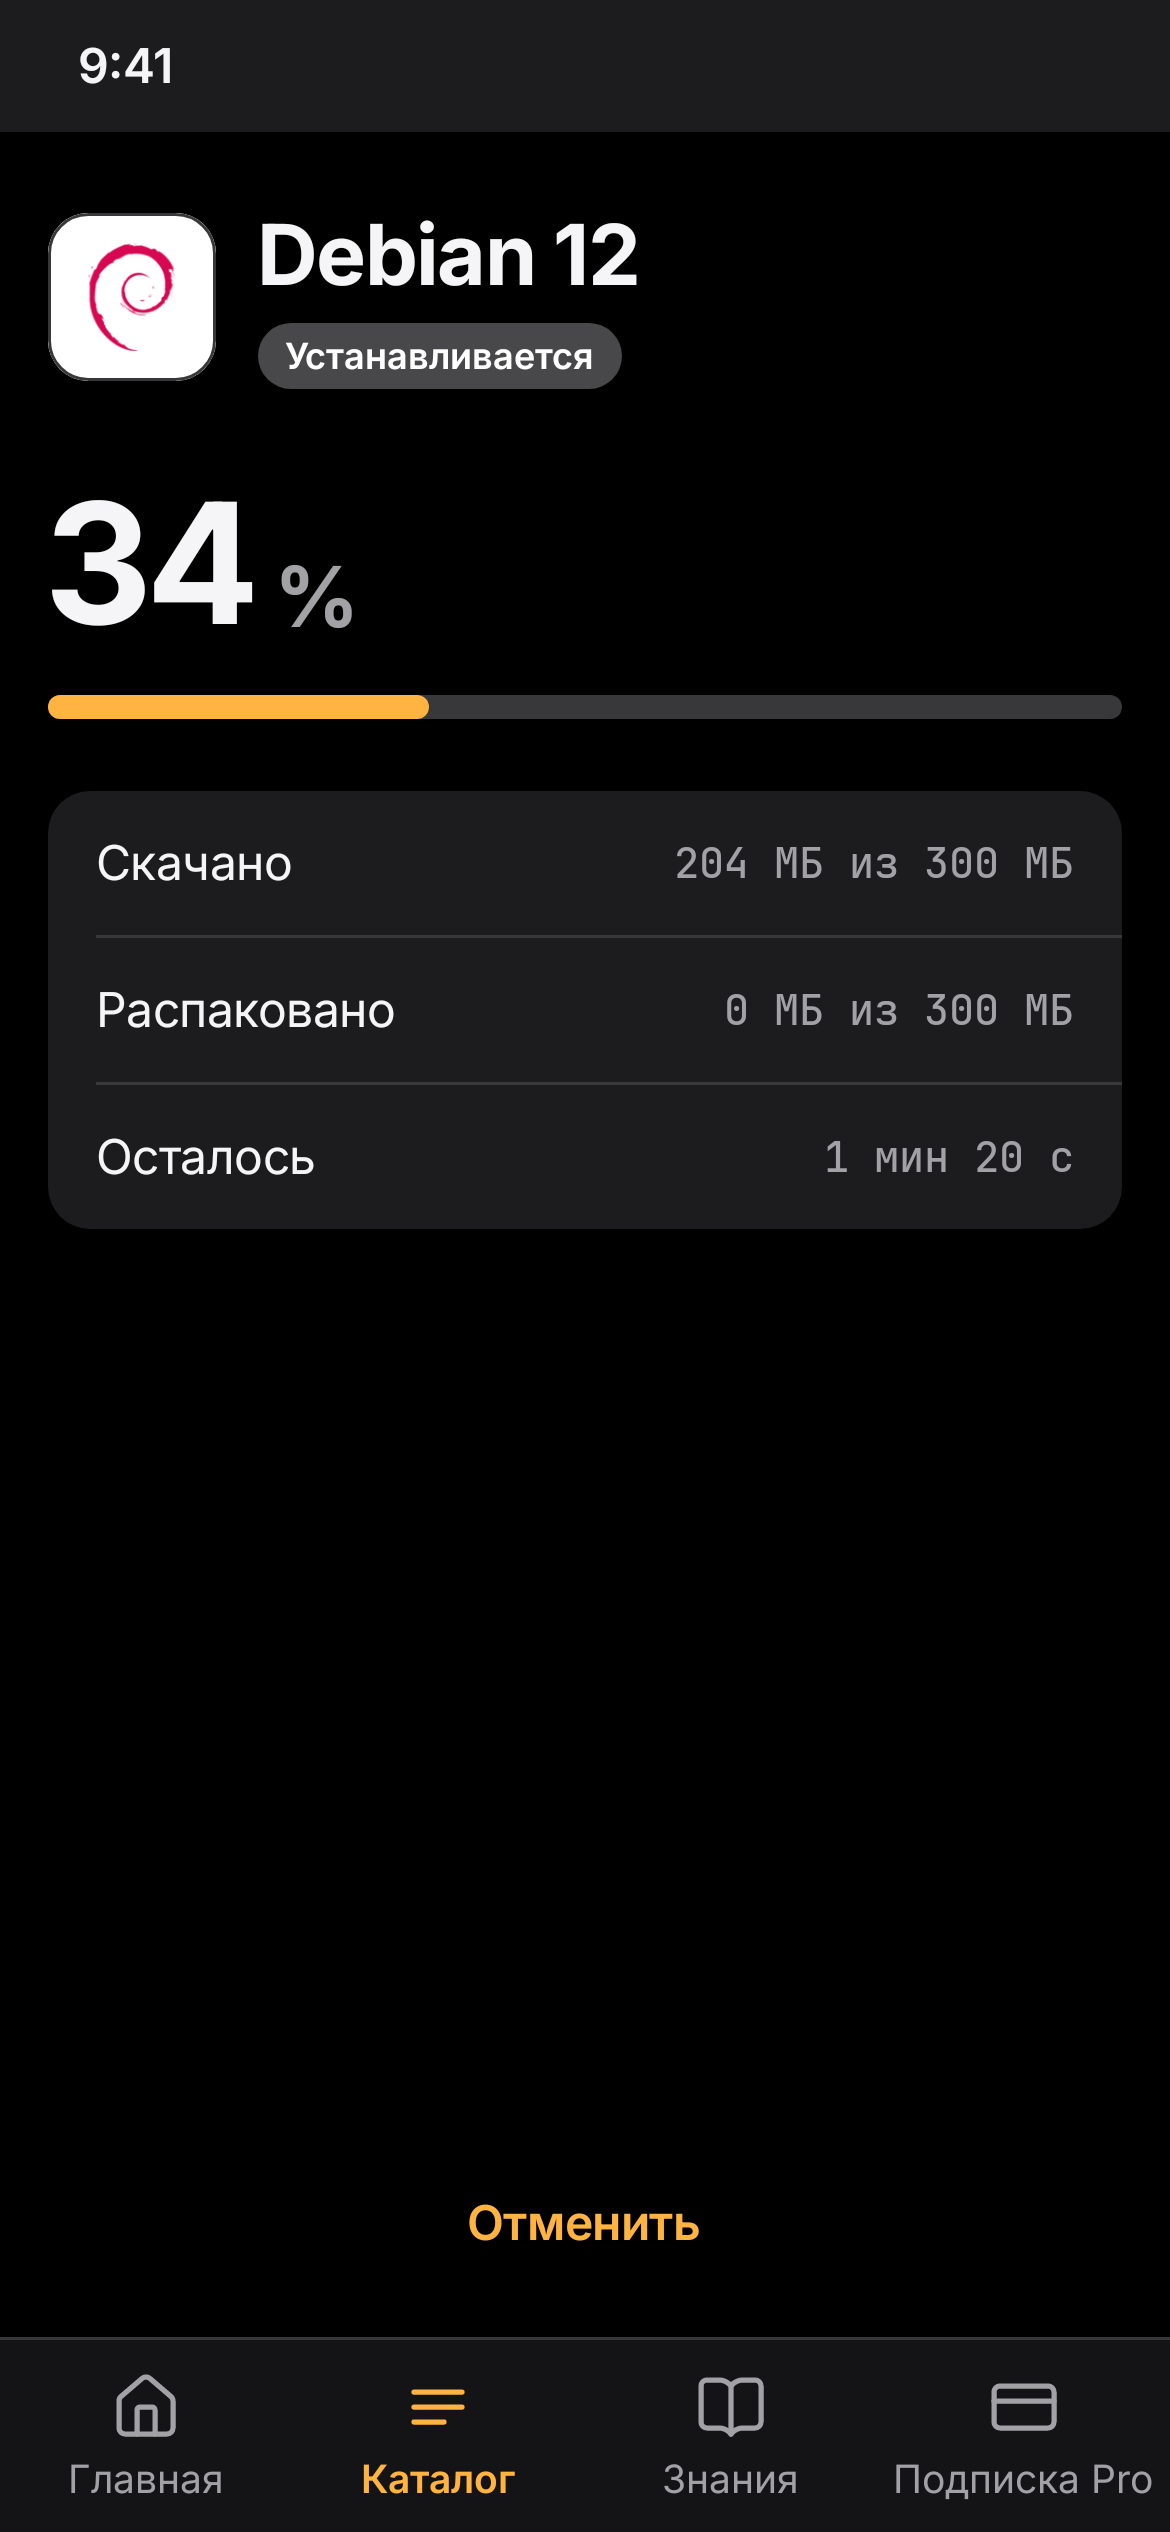 9:41
Debian 12
Устанавливается
34 %
Скачано 204 МБ из 300 МБ
Распаковано 0 МБ из 300 МБ
Осталось 1 мин 20 с
Отменить
Главная Каталог Знания Подписка Pro